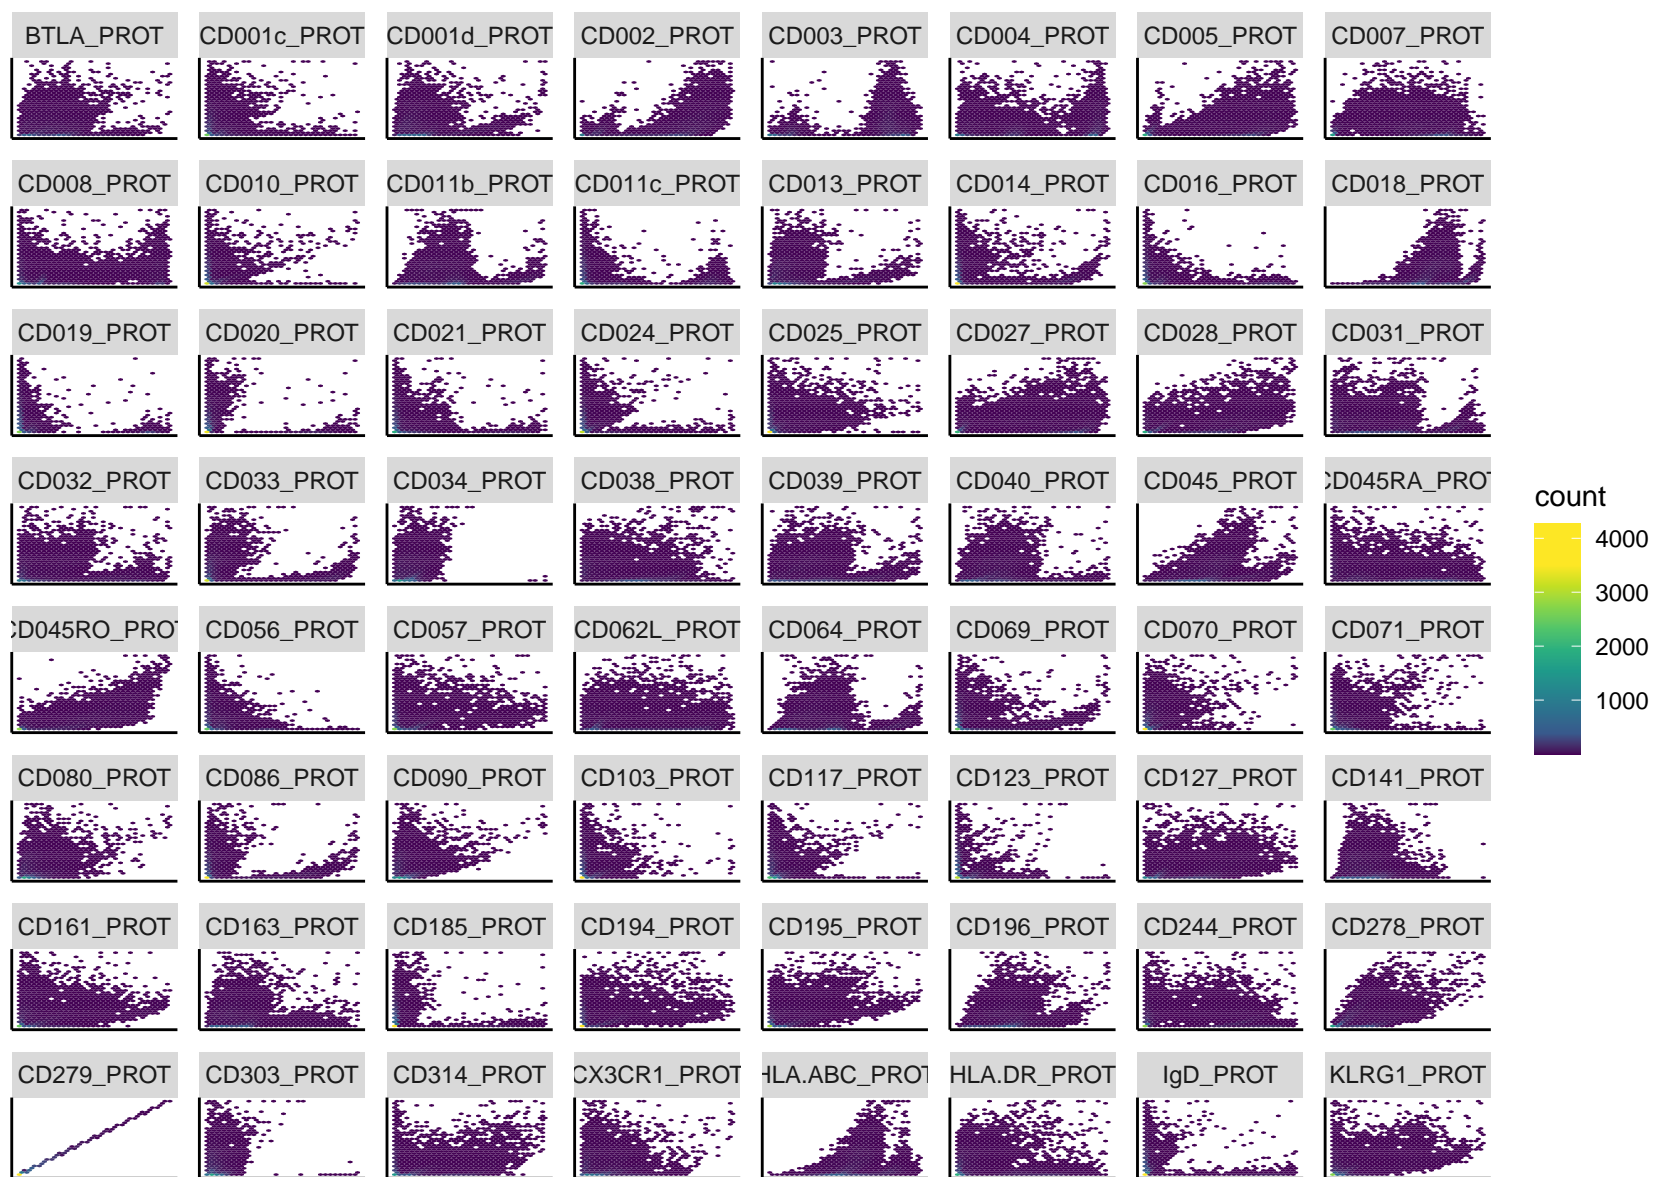 BTLA_PROT CD001c_PROT CD001d_PROT CD002_PROT CD003_PROT CD004_PROT CD005_PROT CD007_PROT
CD008_PROT CD010_PROT CD011b_PROT CD011c_PROT CD013_PROT CD014_PROT CD016_PROT CD018_PROT
CD019_PROT CD020_PROT CD021_PROT CD024_PROT CD025_PROT CD027_PROT CD028_PROT CD031_PROT
CD032_PROT CD033_PROT CD034_PROT CD038_PROT CD039_PROT CD040_PROT CD045_PROT CD045RA_PROT
CD045RO_PROT CD056_PROT CD057_PROT CD062L_PROT CD064_PROT CD069_PROT CD070_PROT CD071_PROT
CD080_PROT CD086_PROT CD090_PROT CD103_PROT CD117_PROT CD123_PROT CD127_PROT CD141_PROT
CD161_PROT CD163_PROT CD185_PROT CD194_PROT CD195_PROT CD196_PROT CD244_PROT CD278_PROT
CD279_PROT CD303_PROT CD314_PROT CX3CR1_PROT HLA.ABC_PROT HLA.DR_PROT IgD_PROT KLRG1_PROT
count
4000
3000
2000
1000